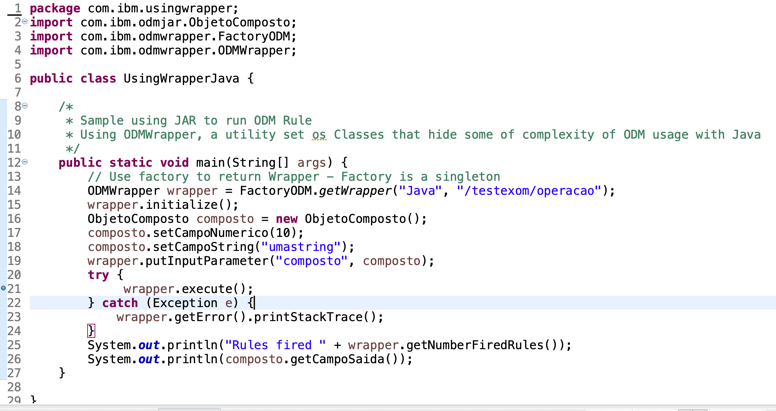 1 package com.ibm.usingwrapper;
2 import com.ibm.odmjar.ObjetoComposto;
3 import com.ibm.odmwrapper.FactoryODM;
4 import com.ibm.odmwrapper.ODMWrapper;
5
6 public class UsingWrapperJava {
7
8 /*
9 * Sample using JAR to run ODM Rule
10 * Using ODMWrapper, a utility set os Classes that hide some of complexity of ODM usage with Java
11 */
12 public static void main(String[] args) {
13 // Use factory to return Wrapper – Factory is a singleton
14 ODMWrapper wrapper = FactoryODM.getWrapper("Java", "/testexom/operacao");
15 wrapper.initialize();
16 ObjetoComposto composto = new ObjetoComposto();
17 composto.setCampoNumerico(10);
18 composto.setCampoString("umastring");
19 wrapper.putInputParameter("composto", composto);
20 try {
21 wrapper.execute();
22 } catch (Exception e) {
23 wrapper.getError().printStackTrace();
24 }
25 System.out.println("Rules fired " + wrapper.getNumberFiredRules());
26 System.out.println(composto.getCampoSaida());
27 }
28
29 }